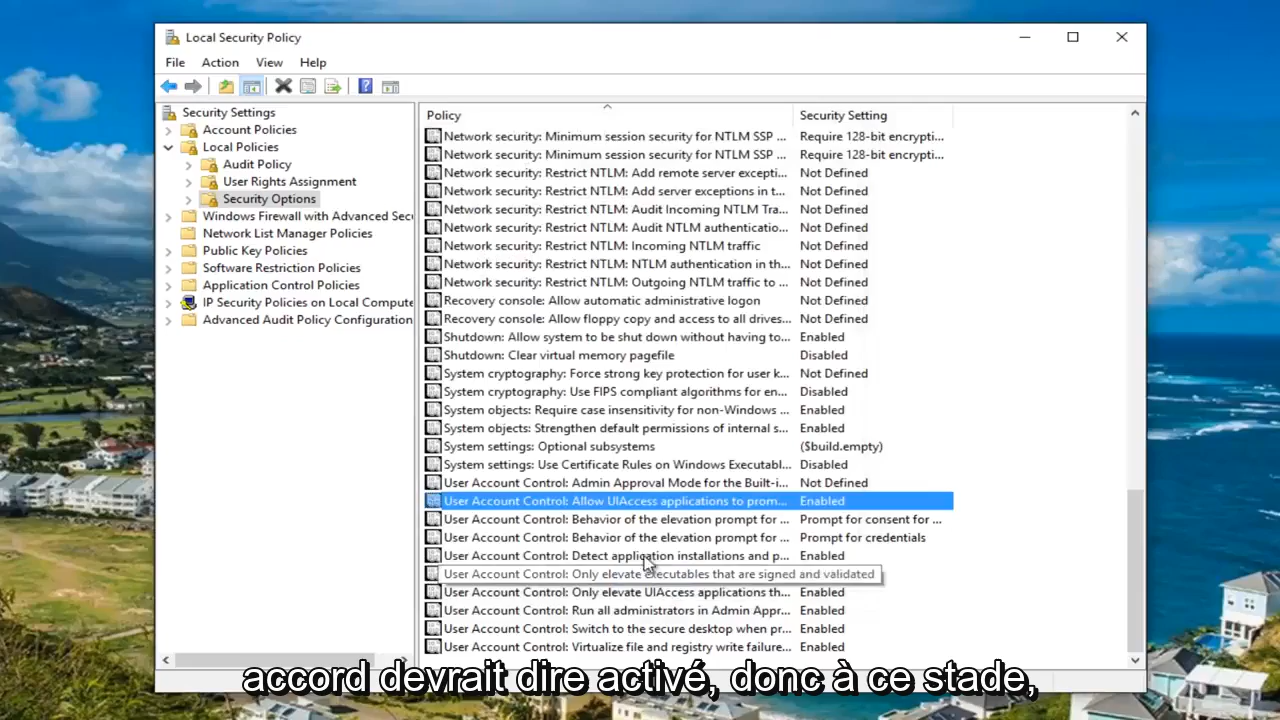 Local Security Policy
File Action View Help
Security Settings
Account Policies
Local Policies
Audit Policy
User Rights Assignment
Security Options
Windows Firewall with Advanced Secu
Network List Manager Policies
Public Key Policies
Software Restriction Policies
Application Control Policies
IP Security Policies on Local Compute
Advanced Audit Policy Configuration
Policy Security Setting
Network security: Minimum session security for NTLM SSP ... Require 128-bit encrypti...
Network security: Minimum session security for NTLM SSP ... Require 128-bit encrypti...
Network security: Restrict NTLM: Add remote server excepti... Not Defined
Network security: Restrict NTLM: Add server exceptions in t... Not Defined
Network security: Restrict NTLM: Audit Incoming NTLM Tra... Not Defined
Network security: Restrict NTLM: Audit NTLM authenticatio... Not Defined
Network security: Restrict NTLM: Incoming NTLM traffic Not Defined
Network security: Restrict NTLM: NTLM authentication in th... Not Defined
Network security: Restrict NTLM: Outgoing NTLM traffic to ... Not Defined
Recovery console: Allow automatic administrative logon Not Defined
Recovery console: Allow floppy copy and access to all drives... Not Defined
Shutdown: Allow system to be shut down without having to... Enabled
Shutdown: Clear virtual memory pagefile Disabled
System cryptography: Force strong key protection for user k... Not Defined
System cryptography: Use FIPS compliant algorithms for en... Disabled
System objects: Require case insensitivity for non-Windows ... Enabled
System objects: Strengthen default permissions of internal s... Enabled
System settings: Optional subsystems ($build.empty)
System settings: Use Certificate Rules on Windows Executabl... Disabled
User Account Control: Admin Approval Mode for the Built-i... Not Defined
User Account Control: Allow UIAccess applications to prom... Enabled
User Account Control: Behavior of the elevation prompt for ... Prompt for consent for ...
User Account Control: Behavior of the elevation prompt for ... Prompt for credentials
User Account Control: Detect application installations and p... Enabled
User Account Control: Only elevate executables that are signed and validated
User Account Control: Only elevate UIAccess applications th... Enabled
User Account Control: Run all administrators in Admin Appr... Enabled
User Account Control: Switch to the secure desktop when pr... Enabled
User Account Control: Virtualize file and registry write failure... Enabled
accord devrait dire activé, donc à ce stade,